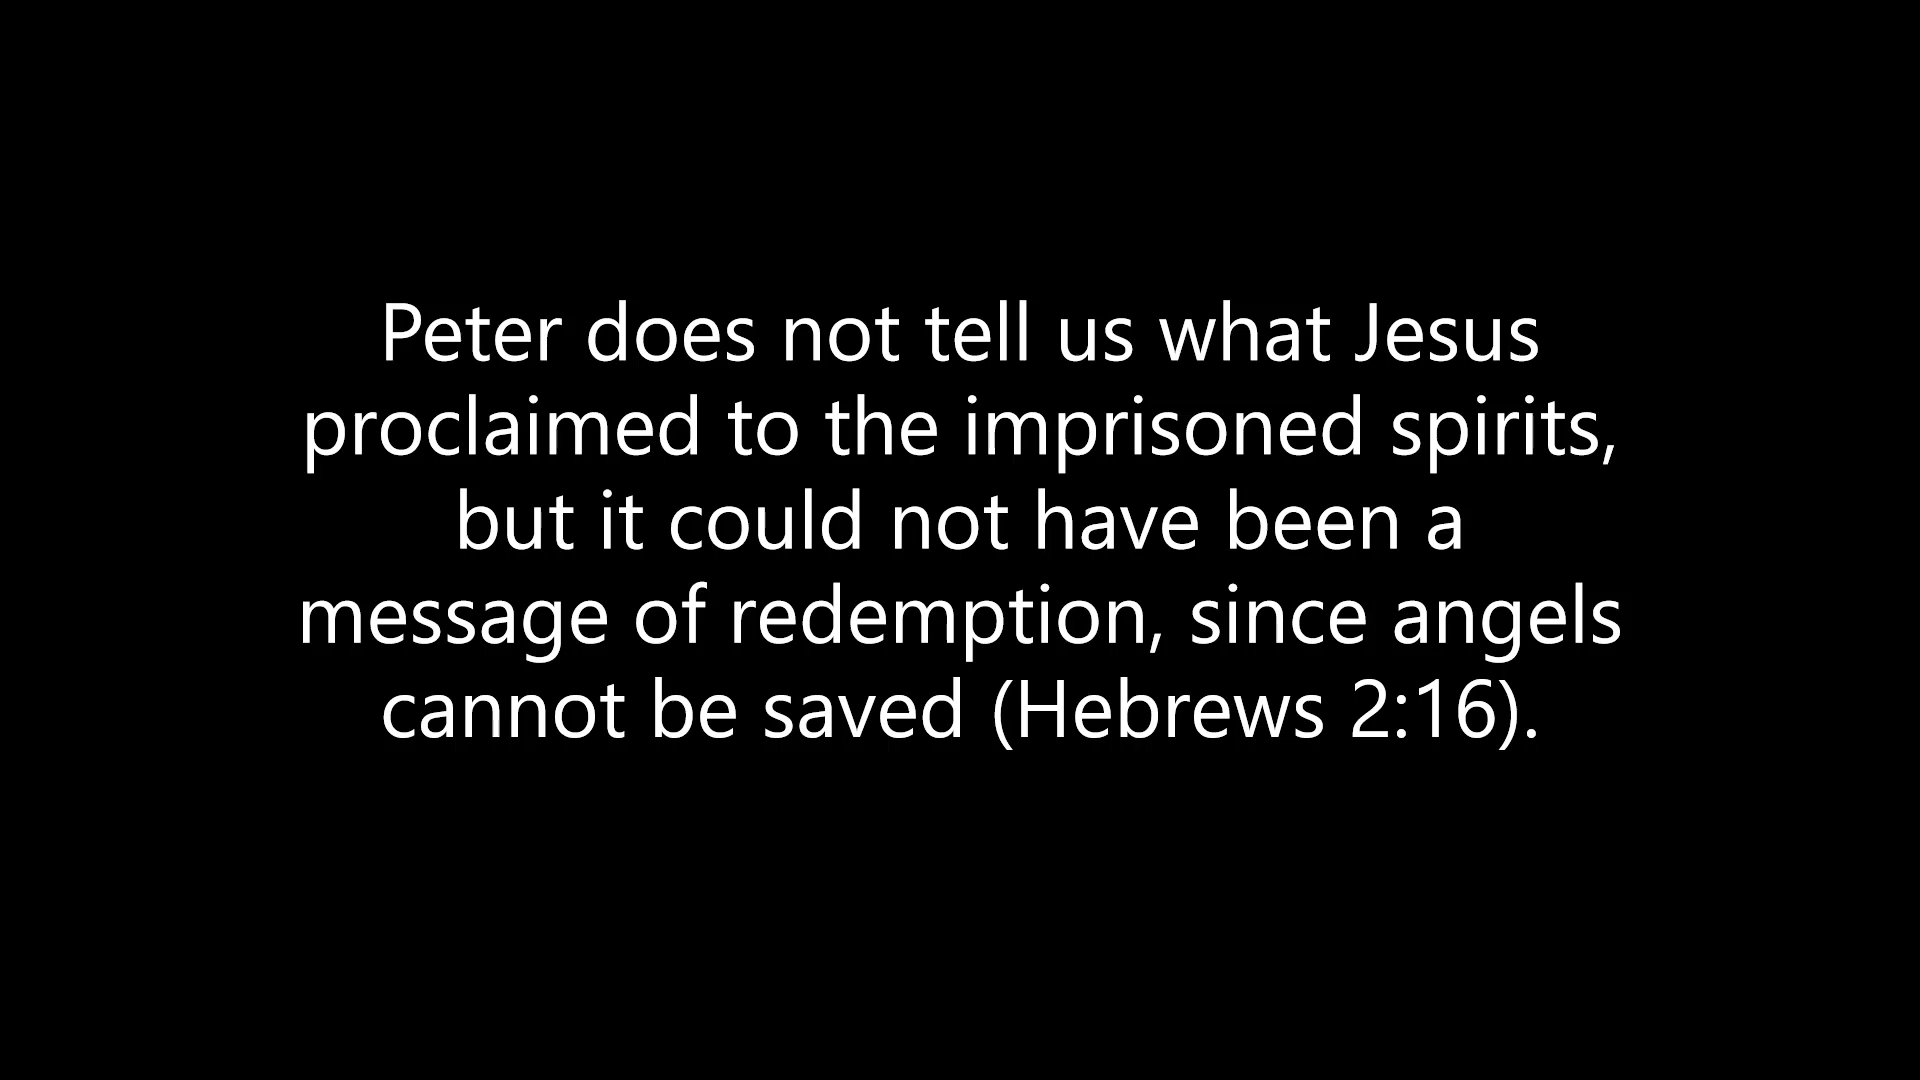 Peter does not tell us what Jesus
proclaimed to the imprisoned spirits,
but it could not have been a
message of redemption, since angels
cannot be saved (Hebrews 2:16).